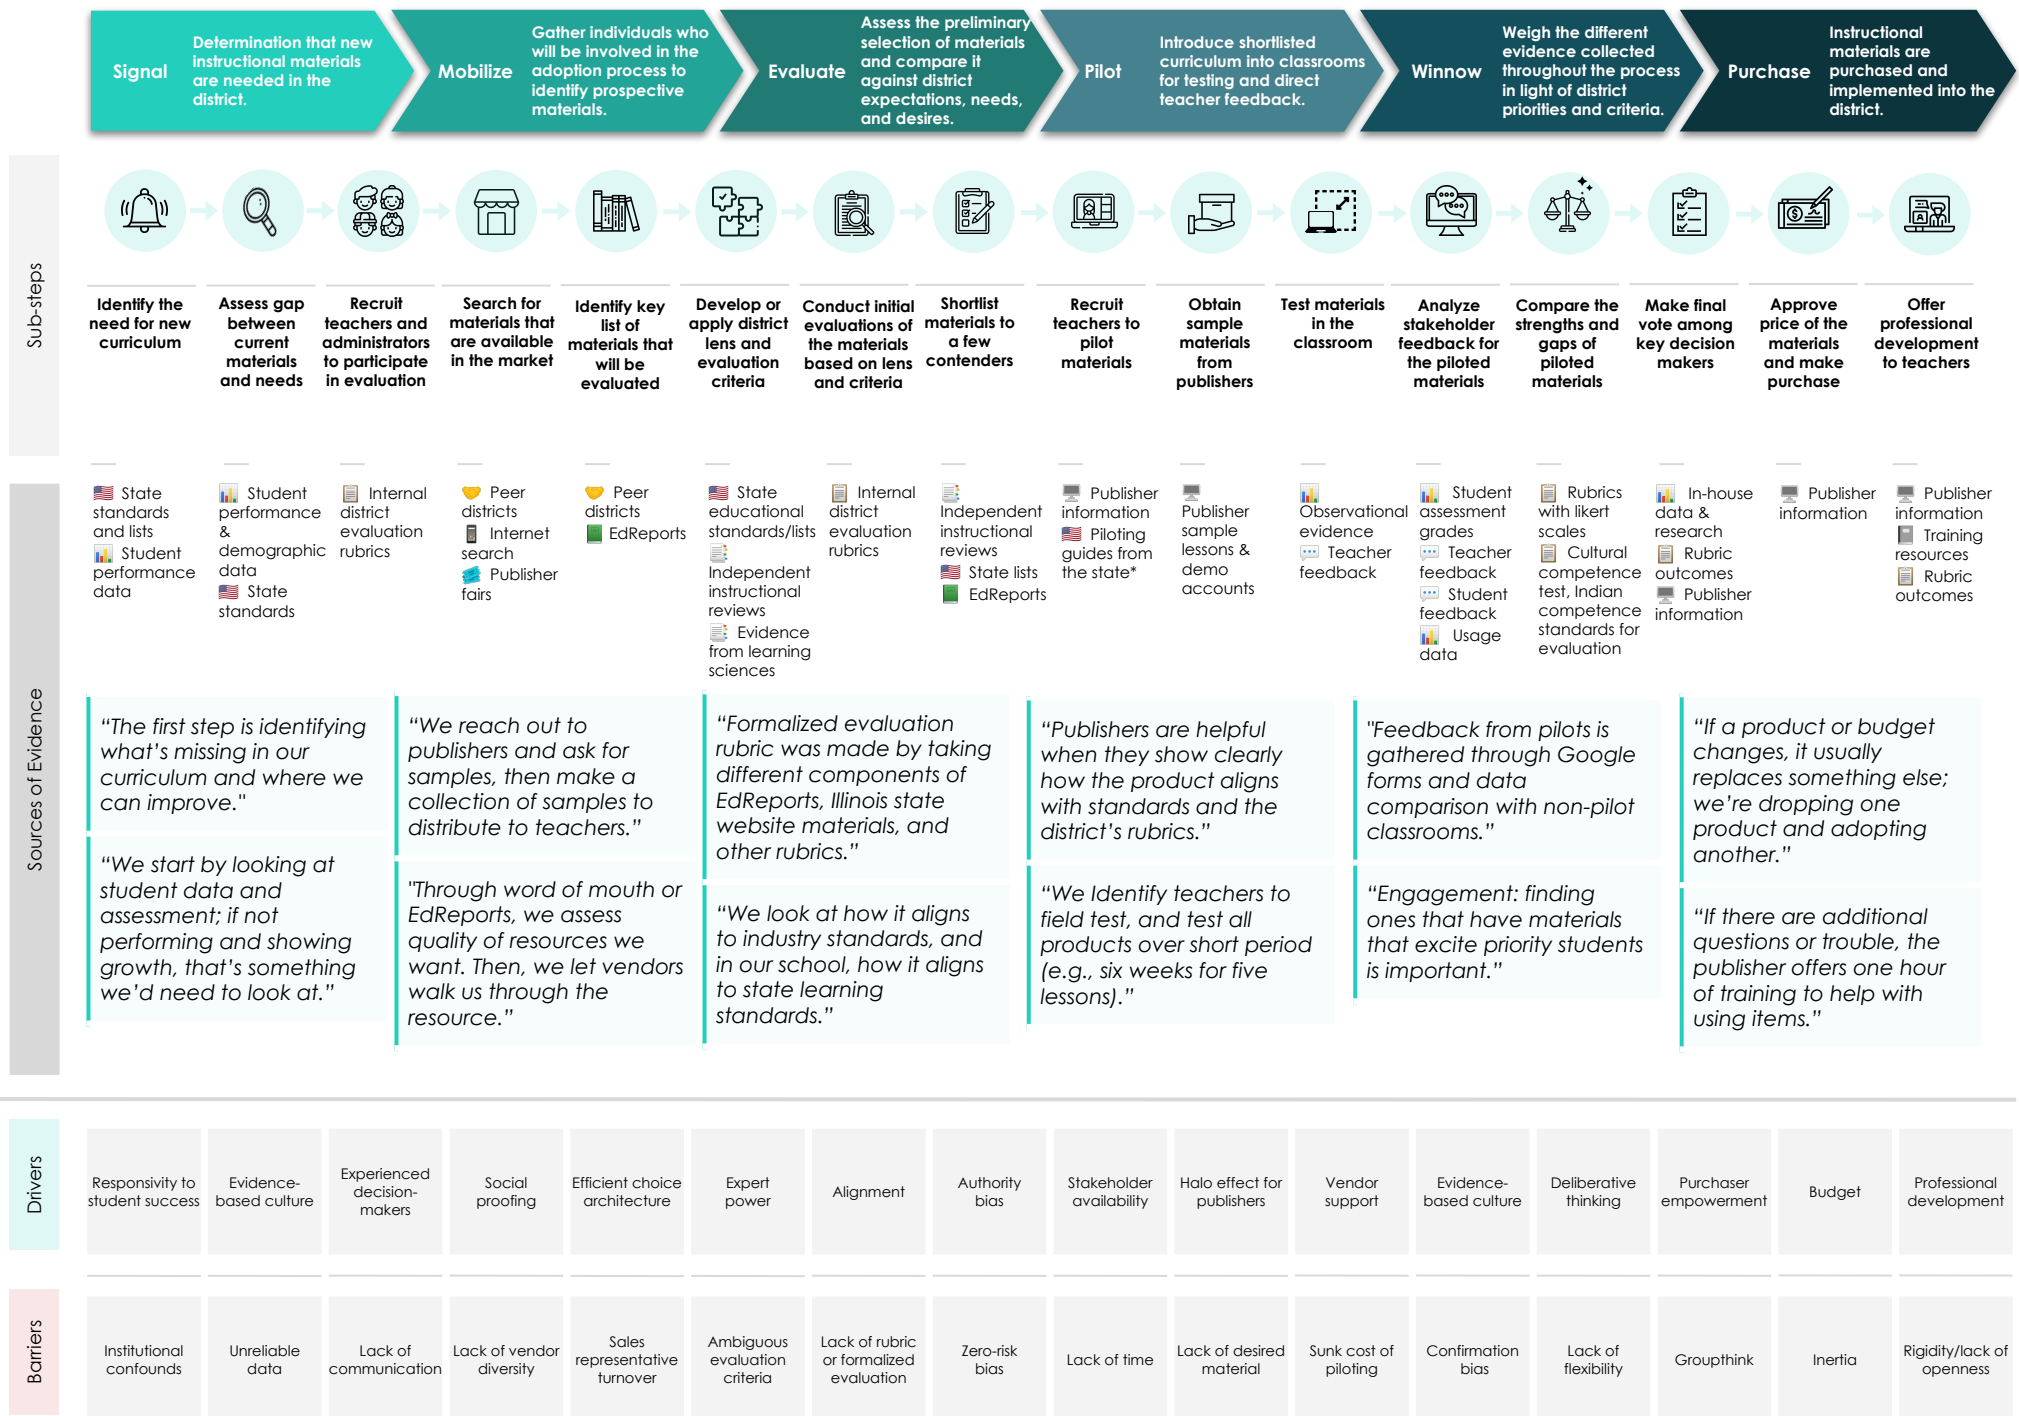 Signal
Determination that new
instructional materials
are needed in the
district.
Mobilize
Gather individuals who
will be involved in the
adoption process to
identify prospective
materials.
Evaluate
Assess the preliminary
selection of materials
and compare it
against district
expectations, needs,
and desires.
Pilot
Introduce shortlisted
curriculum into classrooms
for testing and direct
teacher feedback.
Winnow
Weigh the different
evidence collected
throughout the process
in light of district
priorities and criteria.
Purchase
Instructional
materials are
purchased and
implemented into the
district.
Sub-steps
Identify the
need for new
curriculum
Assess gap
between
current
materials
and needs
Recruit
teachers and
administrators
to participate
in evaluation
Search for
materials that
are available
in the market
Identify key
list of
materials that
will be
evaluated
Develop or
apply district
lens and
evaluation
criteria
Conduct initial
evaluations of
the materials
based on lens
and criteria
Shortlist
materials to
a few
contenders
Recruit
teachers to
pilot
materials
Obtain
sample
materials
from
publishers
Test materials
in the
classroom
Analyze
stakeholder
feedback for
the piloted
materials
Compare the
strengths and
gaps of
piloted
materials
Make final
vote among
key decision
makers
Approve
price of the
materials
and make
purchase
Offer
professional
development
to teachers
Sources of Evidence
State
standards
and lists
Student
performance
data
Student
performance
&
demographic
data
State
standards
Internal
district
evaluation
rubrics
Peer
districts
Internet
search
Publisher
fairs
Peer
districts
EdReports
State
educational
standards/lists
Independent
instructional
reviews
Evidence
from learning
sciences
Internal
district
evaluation
rubrics
Independent
instructional
reviews
State lists
EdReports
Publisher
information
Piloting
guides from
the state*
Publisher
sample
lessons &
demo
accounts
Observational
evidence
Teacher
feedback
Student
assessment
grades
Teacher
feedback
Student
feedback
Usage
data
Rubrics
with likert
scales
Cultural
competence
test, Indian
competence
standards for
evaluation
In-house
data &
research
Rubric
outcomes
Publisher
information
Publisher
information
Publisher
information
Training
resources
Rubric
outcomes
“The first step is identifying
what’s missing in our
curriculum and where we
can improve."
“We start by looking at
student data and
assessment; if not
performing and showing
growth, that’s something
we’d need to look at.”
“We reach out to
publishers and ask for
samples, then make a
collection of samples to
distribute to teachers.”
"Through word of mouth or
EdReports, we assess
quality of resources we
want. Then, we let vendors
walk us through the
resource.”
“Formalized evaluation
rubric was made by taking
different components of
EdReports, Illinois state
website materials, and
other rubrics.”
“We look at how it aligns
to industry standards, and
in our school, how it aligns
to state learning
standards.”
“Publishers are helpful
when they show clearly
how the product aligns
with standards and the
district’s rubrics.”
“We Identify teachers to
field test, and test all
products over short period
(e.g., six weeks for five
lessons).”
"Feedback from pilots is
gathered through Google
forms and data
comparison with non-pilot
classrooms.”
“Engagement: finding
ones that have materials
that excite priority students
is important.”
“If a product or budget
changes, it usually
replaces something else;
we’re dropping one
product and adopting
another.”
“If there are additional
questions or trouble, the
publisher offers one hour
of training to help with
using items.”
Drivers
Responsivity to
student success
Evidence-
based culture
Experienced
decision-
makers
Social
proofing
Efficient choice
architecture
Expert
power
Alignment
Authority
bias
Stakeholder
availability
Halo effect for
publishers
Vendor
support
Evidence-
based culture
Deliberative
thinking
Purchaser
empowerment
Budget
Professional
development
Barriers
Institutional
confounds
Unreliable
data
Lack of
communication
Lack of vendor
diversity
Sales
representative
turnover
Ambiguous
evaluation
criteria
Lack of rubric
or formalized
evaluation
Zero-risk
bias
Lack of time
Lack of desired
material
Sunk cost of
piloting
Confirmation
bias
Lack of
flexibility
Groupthink
Inertia
Rigidity/lack of
openness